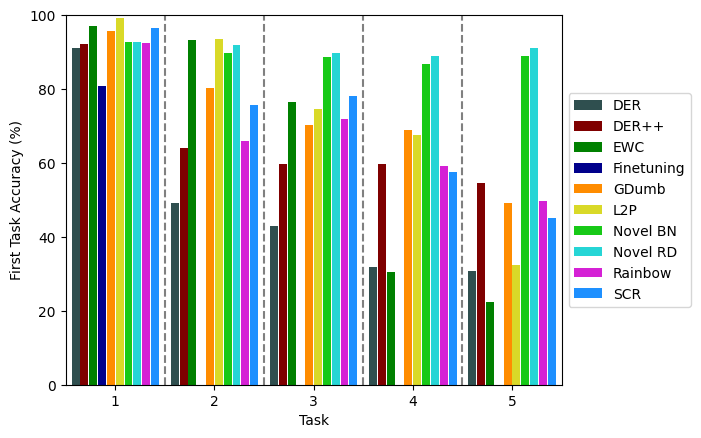 100
80
60
40
20
0
First Task Accuracy (%)
1 2 3 4 5
Task
DER
DER++
EWC
Finetuning
GDumb
L2P
Novel BN
Novel RD
Rainbow
SCR